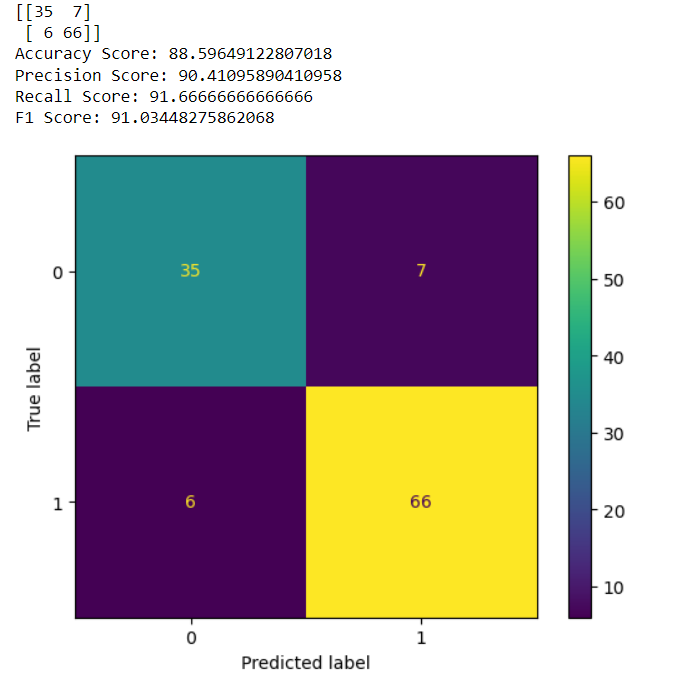 [[35  7]
 [ 6 66]]
Accuracy Score: 88.59649122807018
Precision Score: 90.41095890410958
Recall Score: 91.66666666666666
F1 Score: 91.03448275862068
60
50
40
30
20
10
True label
0
35
7
1
6
66
0
1
Predicted label